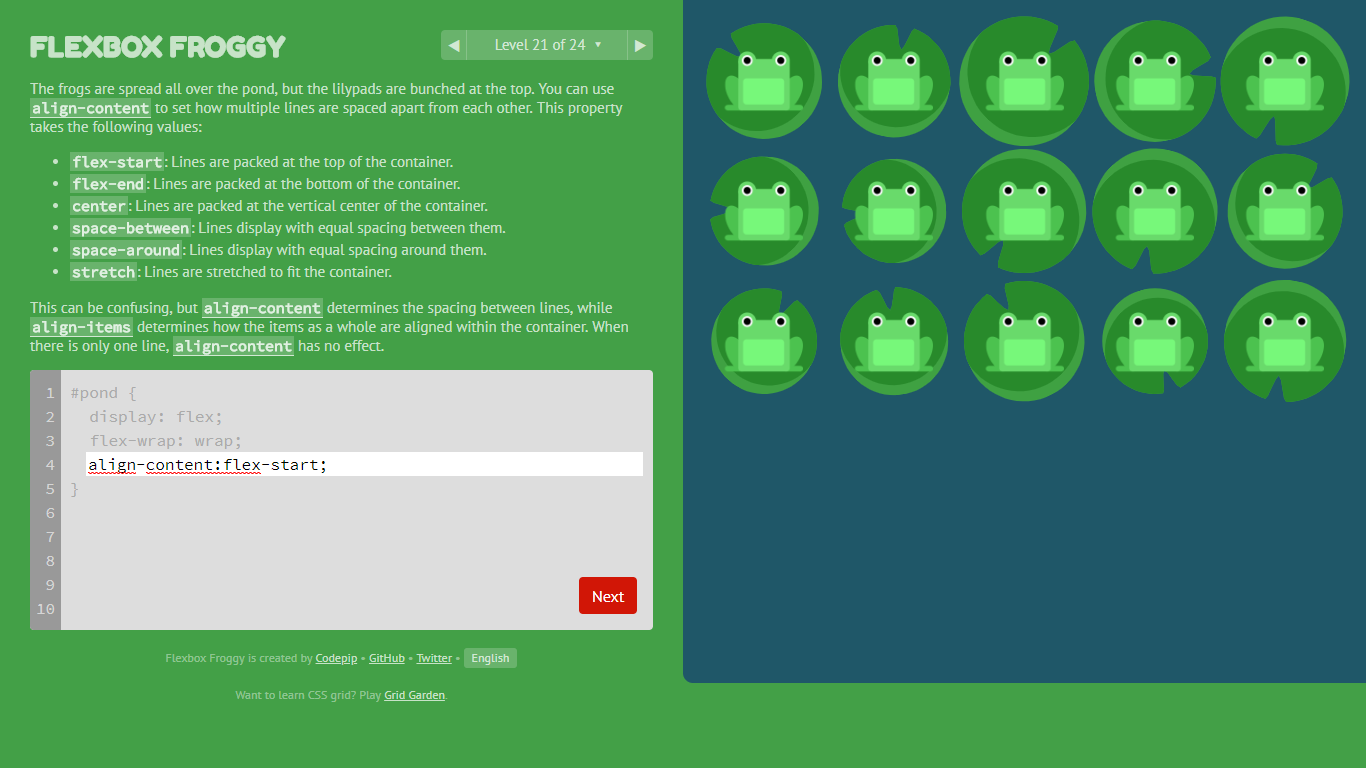 FLEXBOX FROGGY
◀ Level 21 of 24 ▼ ▶
The frogs are spread all over the pond, but the lilypads are bunched at the top. You can use
align-content to set how multiple lines are spaced apart from each other. This property
takes the following values:
• flex-start: Lines are packed at the top of the container.
• flex-end: Lines are packed at the bottom of the container.
• center: Lines are packed at the vertical center of the container.
• space-between: Lines display with equal spacing between them.
• space-around: Lines display with equal spacing around them.
• stretch: Lines are stretched to fit the container.
This can be confusing, but align-content determines the spacing between lines, while
align-items determines how the items as a whole are aligned within the container. When
there is only one line, align-content has no effect.
1 #pond {
2 display: flex;
3 flex-wrap: wrap;
4 align-content:flex-start;
5 }
6
7
8
9
10
Next
Flexbox Froggy is created by Codepip • GitHub • Twitter • English
Want to learn CSS grid? Play Grid Garden.